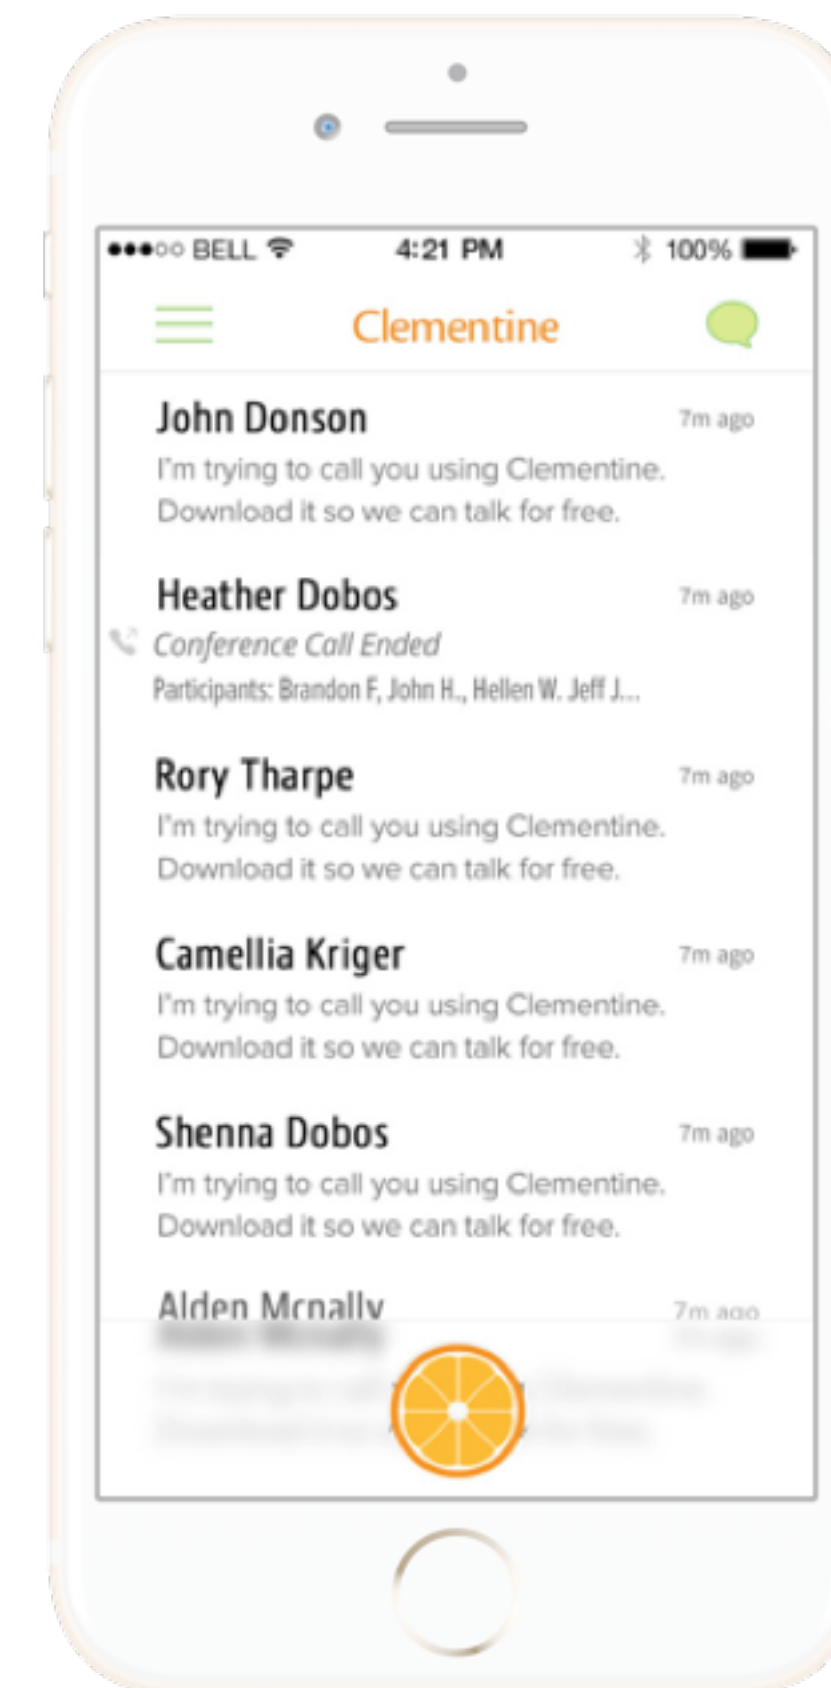 BELL 4:21 PM 100%
Clementine
John Donson 7m ago
I'm trying to call you using Clementine.
Download it so we can talk for free.
Heather Dobos 7m ago
Conference Call Ended
Participants: Brandon F, John H., Hellen W. Jeff J...
Rory Tharpe 7m ago
I'm trying to call you using Clementine.
Download it so we can talk for free.
Camellia Kriger 7m ago
I'm trying to call you using Clementine.
Download it so we can talk for free.
Shenna Dobos 7m ago
I'm trying to call you using Clementine.
Download it so we can talk for free.
Alden Mcnally 7m ago